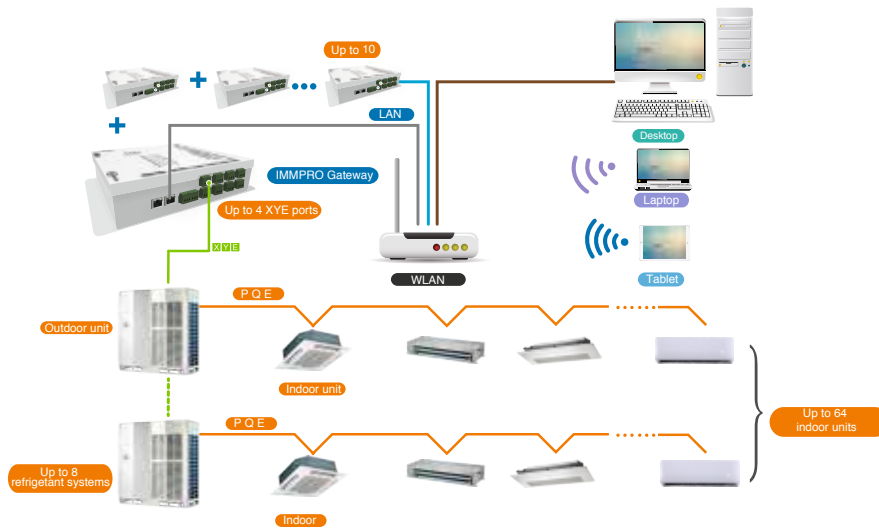 Up to 10
LAN
Desktop
IMMPRO Gateway
Laptop
Up to 4 XYE ports
X Y E
WLAN
Tablet
P Q E
Outdoor unit
Indoor unit
Up to 64
indoor units
P Q E
Up to 8
refrigetant systems
Indoor